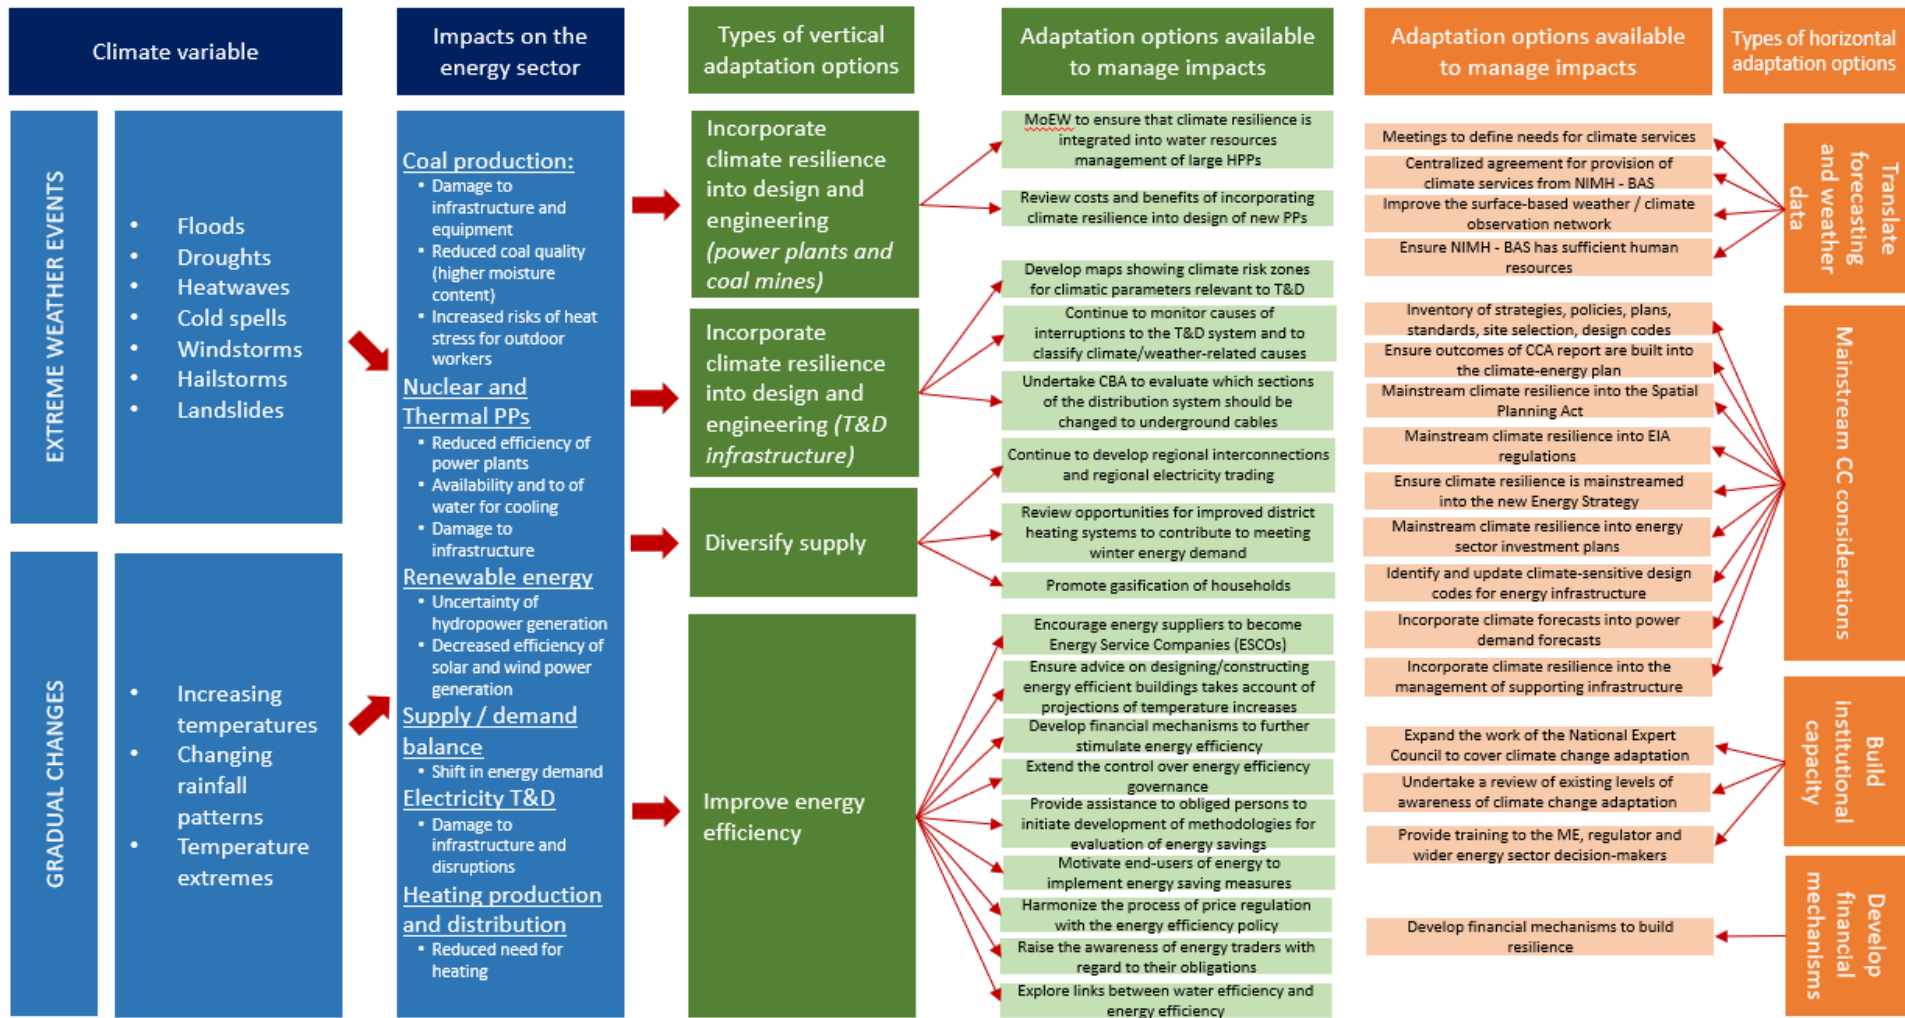 Climate variable
Impacts on the
energy sector
Types of vertical
adaptation options
Adaptation options available
to manage impacts
Adaptation options available
to manage impacts
Types of horizontal
adaptation options
EXTREME WEATHER EVENTS
• Floods
• Droughts
• Heatwaves
• Cold spells
• Windstorms
• Hailstorms
• Landslides
GRADUAL CHANGES
• Increasing
temperatures
• Changing
rainfall
patterns
• Temperature
extremes
Coal production:
• Damage to
infrastructure and
equipment
• Reduced coal quality
(higher moisture
content)
• Increased risks of heat
stress for outdoor
workers
Nuclear and
Thermal PPs
• Reduced efficiency of
power plants
• Availability and to of
water for cooling
• Damage to
infrastructure
Renewable energy
• Uncertainty of
hydropower generation
• Decreased efficiency of
solar and wind power
generation
Supply / demand
balance
• Shift in energy demand
Electricity T&D
• Damage to
infrastructure and
disruptions
Heating production
and distribution
• Reduced need for
heating
Incorporate
climate resilience
into design and
engineering
(power plants and
coal mines)
Incorporate
climate resilience
into design and
engineering (T&D
infrastructure)
Diversify supply
Improve energy
efficiency
MoEW to ensure that climate resilience is
integrated into water resources
management of large HPPs
Review costs and benefits of incorporating
climate resilience into design of new PPs
Develop maps showing climate risk zones
for climatic parameters relevant to T&D
Continue to monitor causes of
interruptions to the T&D system and to
classify climate/weather-related causes
Undertake CBA to evaluate which sections
of the distribution system should be
changed to underground cables
Continue to develop regional interconnections
and regional electricity trading
Review opportunities for improved district
heating systems to contribute to meeting
winter energy demand
Promote gasification of households
Encourage energy suppliers to become
Energy Service Companies (ESCOs)
Ensure advice on designing/constructing
energy efficient buildings takes account of
projections of temperature increases
Develop financial mechanisms to further
stimulate energy efficiency
Extend the control over energy efficiency
governance
Provide assistance to obliged persons to
initiate development of methodologies for
evaluation of energy savings
Motivate end-users of energy to
implement energy saving measures
Harmonize the process of price regulation
with the energy efficiency policy
Raise the awareness of energy traders with
regard to their obligations
Explore links between water efficiency and
energy efficiency
Meetings to define needs for climate services
Centralized agreement for provision of
climate services from NIMH - BAS
Improve the surface-based weather / climate
observation network
Ensure NIMH - BAS has sufficient human
resources
Inventory of strategies, policies, plans,
standards, site selection, design codes
Ensure outcomes of CCA report are built into
the climate-energy plan
Mainstream climate resilience into the Spatial
Planning Act
Mainstream climate resilience into EIA
regulations
Ensure climate resilience is mainstreamed
into the new Energy Strategy
Mainstream climate resilience into energy
sector investment plans
Identify and update climate-sensitive design
codes for energy infrastructure
Incorporate climate forecasts into power
demand forecasts
Incorporate climate resilience into the
management of supporting infrastructure
Expand the work of the National Expert
Council to cover climate change adaptation
Undertake a review of existing levels of
awareness of climate change adaptation
Provide training to the ME, regulator and
wider energy sector decision-makers
Develop financial mechanisms to build
resilience
Translate
forecasting
and weather
data
Mainstream CC considerations
Build
institutional
capacity
Develop
financial
mechanisms